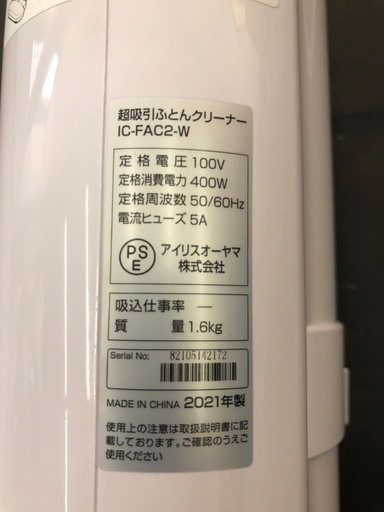 超吸引ふとんクリーナー
IC-FAC2-W
定格電圧 100V
定格消費電力 400W
定格周波数 50/60Hz
電流ヒューズ 5A
PS
E
アイリスオーヤマ
株式会社
吸込仕事率 —
質量 1.6kg
Serial No: 82105142172
MADE IN CHINA 2021年製
使用上の注意は取扱説明書に記
載しております。ご確認のうえご
使用ください